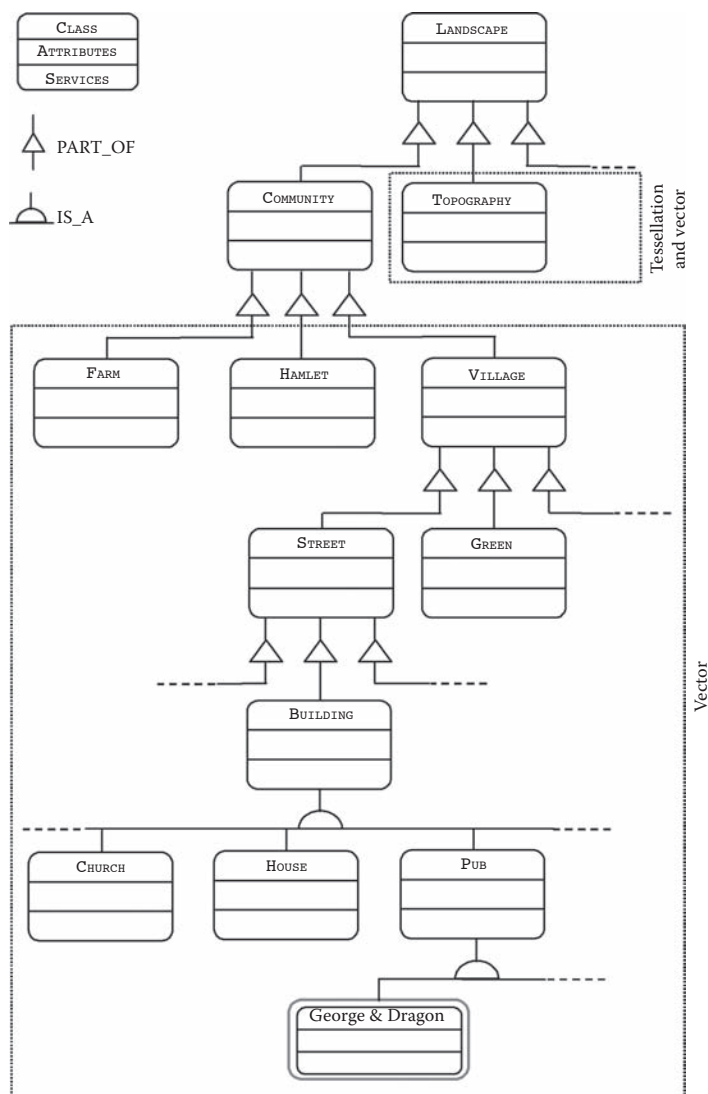 CLASS
ATTRIBUTES
SERVICES
PART_OF
IS_A
LANDSCAPE
COMMUNITY
TOPOGRAPHY
Tessellation
and vector
FARM
HAMLET
VILLAGE
STREET
GREEN
Vector
BUILDING
CHURCH
HOUSE
PUB
George & Dragon